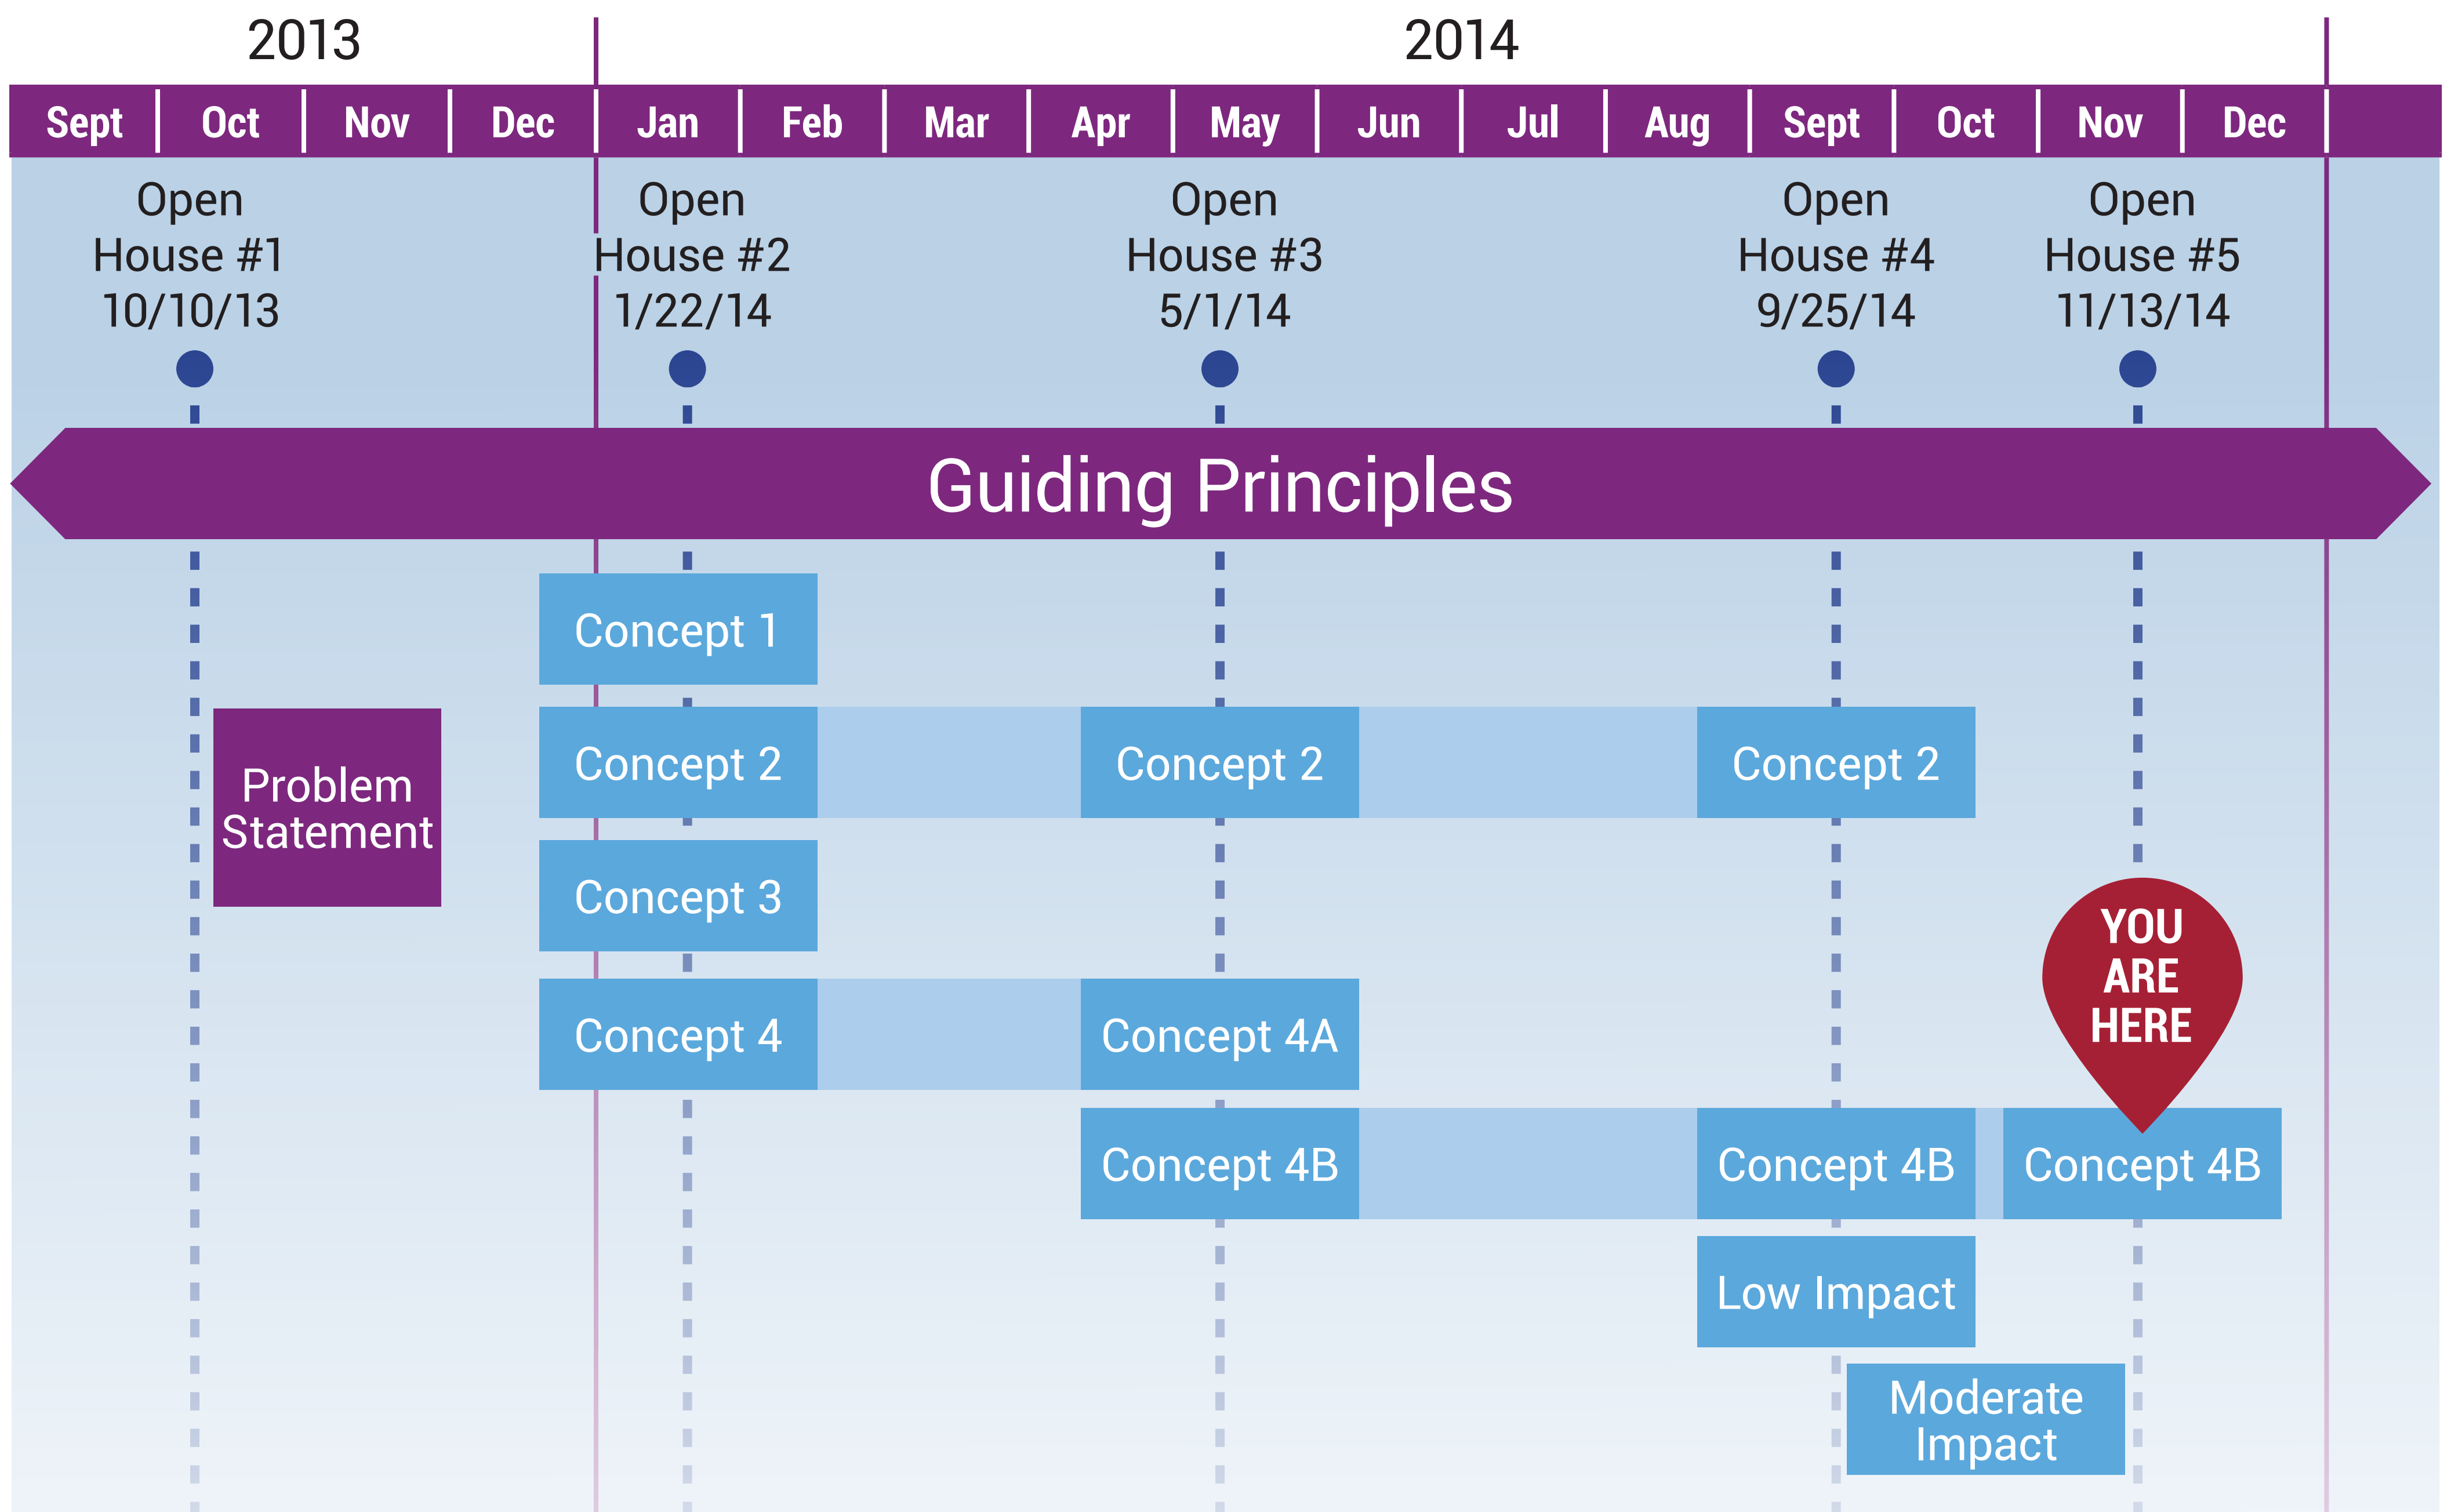 2013
2014
Sept Oct Nov Dec Jan Feb Mar Apr May Jun Jul Aug Sept Oct Nov Dec
Open
House #1
10/10/13
Open
House #2
1/22/14
Open
House #3
5/1/14
Open
House #4
9/25/14
Open
House #5
11/13/14
Guiding Principles
Concept 1
Problem
Statement
Concept 2
Concept 2
Concept 2
Concept 3
YOU
ARE
HERE
Concept 4
Concept 4A
Concept 4B
Concept 4B
Concept 4B
Low Impact
Moderate
Impact